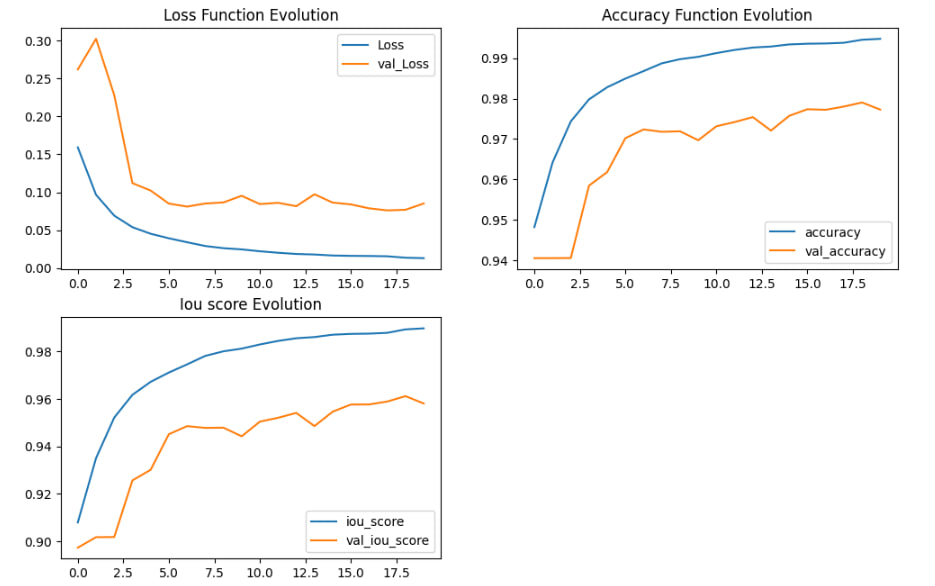 Loss Function Evolution
0.30
0.25
0.20
0.15
0.10
0.05
0.00
Loss
val_Loss
0.0 2.5 5.0 7.5 10.0 12.5 15.0 17.5
Accuracy Function Evolution
0.99
0.98
0.97
0.96
0.95
0.94
accuracy
val_accuracy
0.0 2.5 5.0 7.5 10.0 12.5 15.0 17.5
Iou score Evolution
0.98
0.96
0.94
0.92
0.90
iou_score
val_iou_score
0.0 2.5 5.0 7.5 10.0 12.5 15.0 17.5